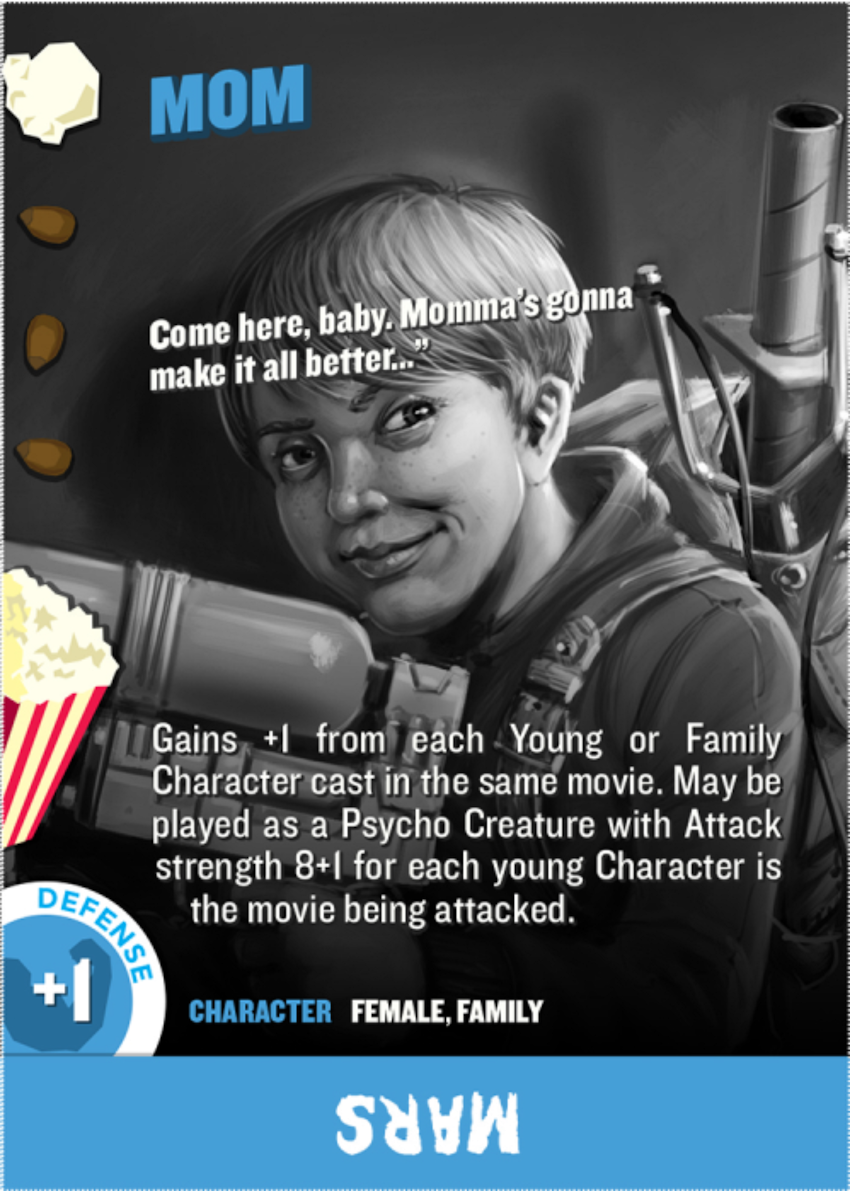 MOM
Come here, baby. Momma's gonna
make it all better..."
Gains +1 from each Young or Family
Character cast in the same movie. May be
played as a Psycho Creature with Attack
strength 8+1 for each young Character is
the movie being attacked.
DEFENSE
+1
CHARACTER FEMALE, FAMILY
MARS